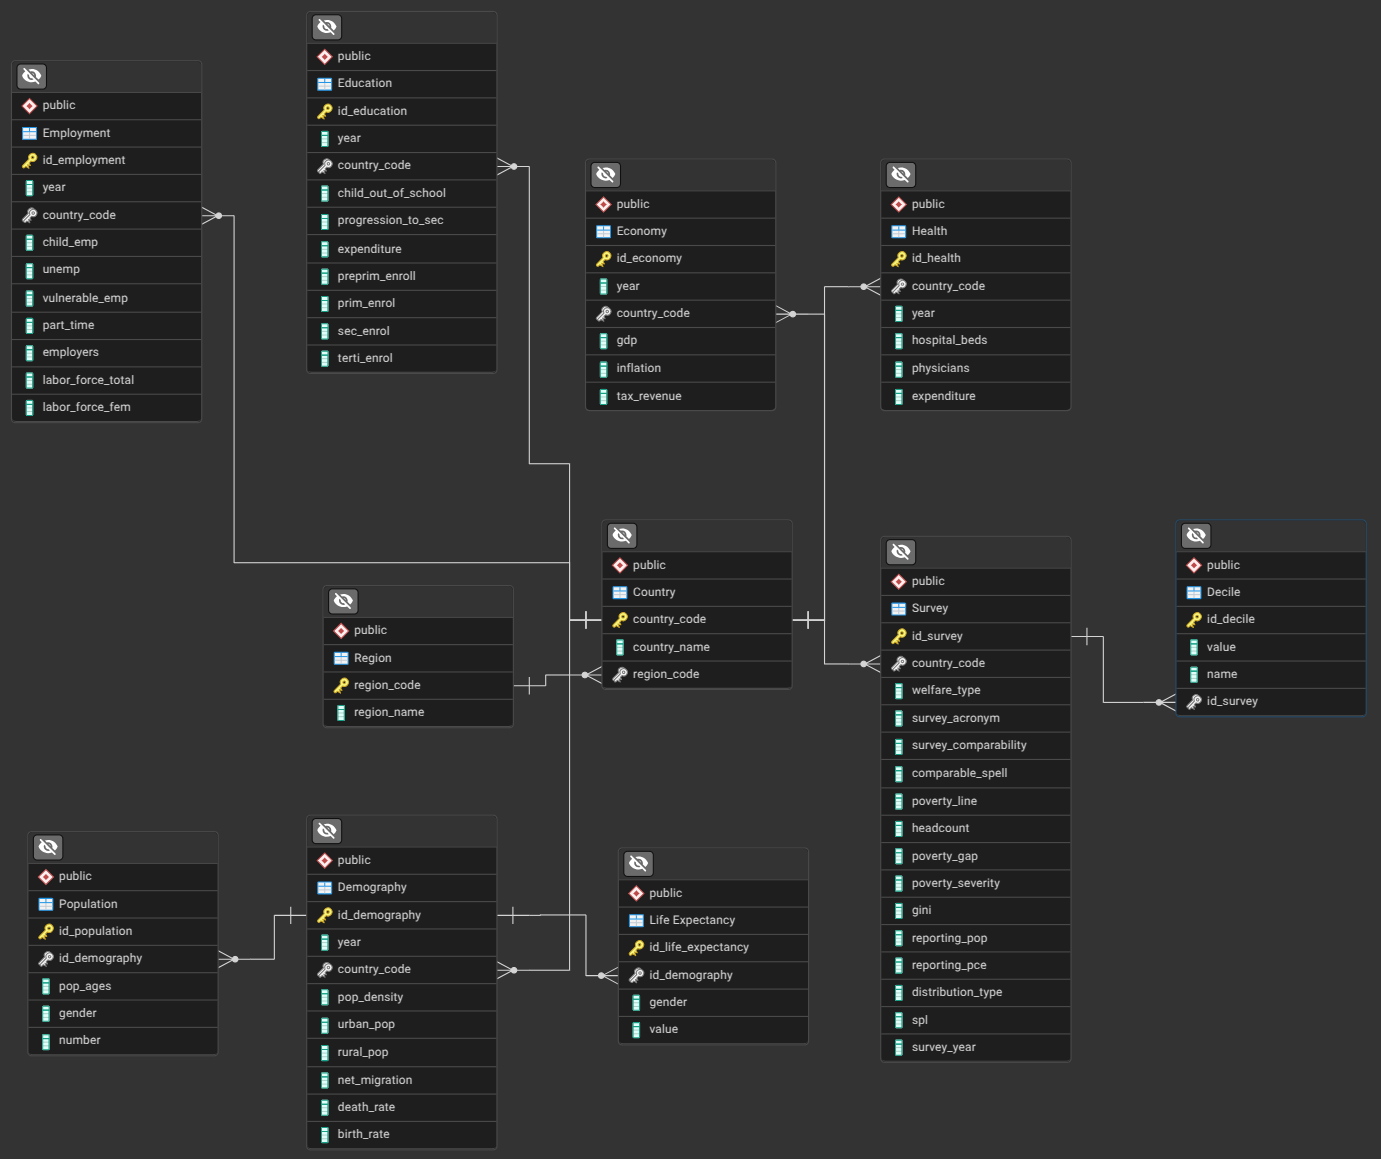 public
Employment
id_employment
year
country_code
child_emp
unemp
vulnerable_emp
part_time
employers
labor_force_total
labor_force_fem
public
Education
id_education
year
country_code
child_out_of_school
progression_to_sec
expenditure
preprim_enroll
prim_enrol
sec_enrol
terti_enrol
public
Economy
id_economy
year
country_code
gdp
inflation
tax_revenue
public
Health
id_health
country_code
year
hospital_beds
physicians
expenditure
public
Region
region_code
region_name
public
Country
country_code
country_name
region_code
public
Survey
id_survey
country_code
welfare_type
survey_acronym
survey_comparability
comparable_spell
poverty_line
headcount
poverty_gap
poverty_severity
gini
reporting_pop
reporting_pce
distribution_type
spl
survey_year
public
Decile
id_decile
value
name
id_survey
public
Population
id_population
id_demography
pop_ages
gender
number
public
Demography
id_demography
year
country_code
pop_density
urban_pop
rural_pop
net_migration
death_rate
birth_rate
public
Life Expectancy
id_life_expectancy
id_demography
gender
value